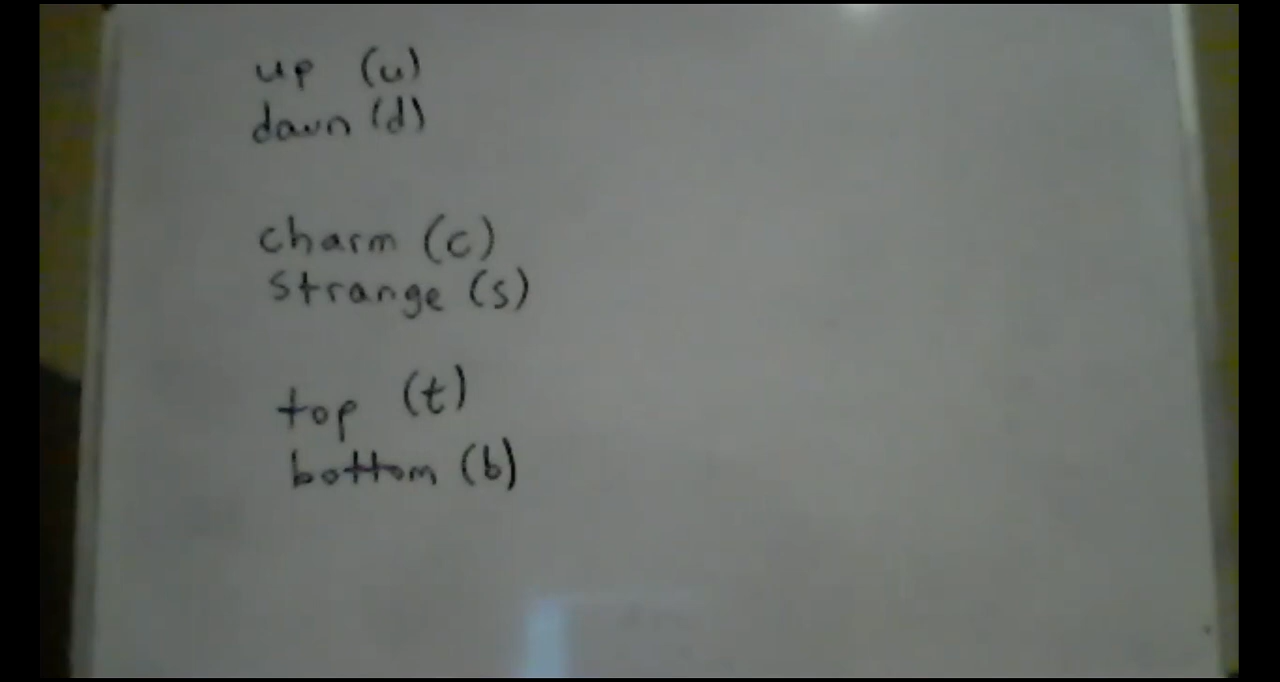 up (u)
down (d)
charm (c)
strange (s)
top (t)
bottom (b)